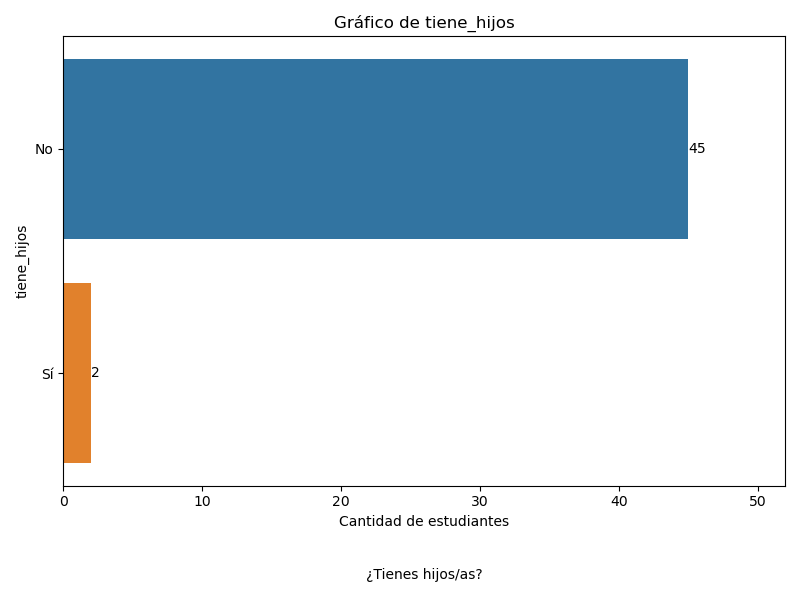 Gráfico de tiene_hijos
tiene_hijos
No
45
Sí
2
0 10 20 30 40 50
Cantidad de estudiantes
¿Tienes hijos/as?